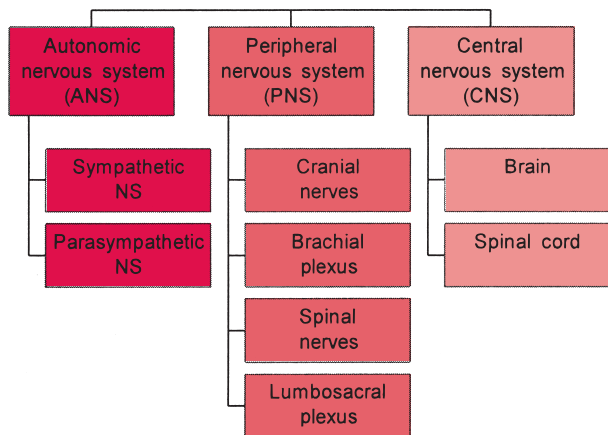 Autonomic
nervous system
(ANS)
Peripheral
nervous system
(PNS)
Central
nervous system
(CNS)
Sympathetic
NS
Parasympathetic
NS
Cranial
nerves
Brachial
plexus
Spinal
nerves
Lumbosacral
plexus
Brain
Spinal cord